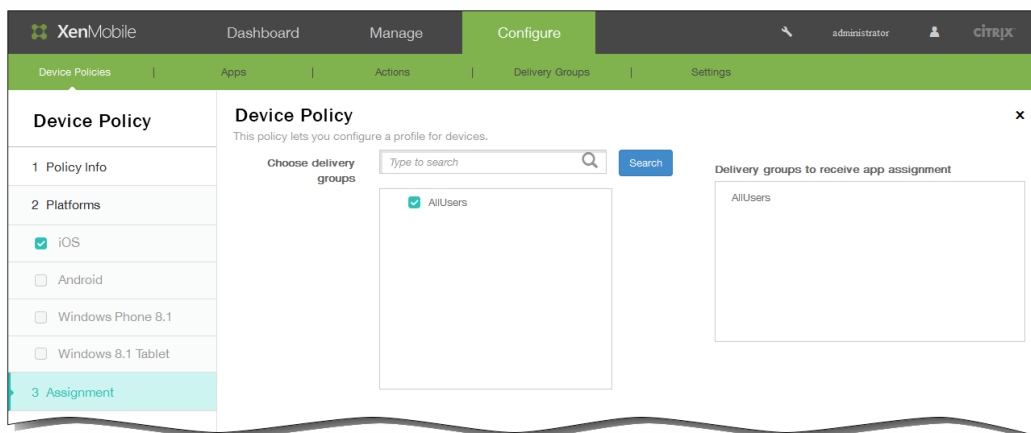 XenMobile Dashboard Manage Configure administrator CİTRIX
Device Policies | Apps | Actions | Delivery Groups | Settings
Device Policy
1 Policy Info
2 Platforms
iOS
Android
Windows Phone 8.1
Windows 8.1 Tablet
3 Assignment
Device Policy x
This policy lets you configure a profile for devices.
Choose delivery
groups
Type to search Search
AllUsers
Delivery groups to receive app assignment
AllUsers